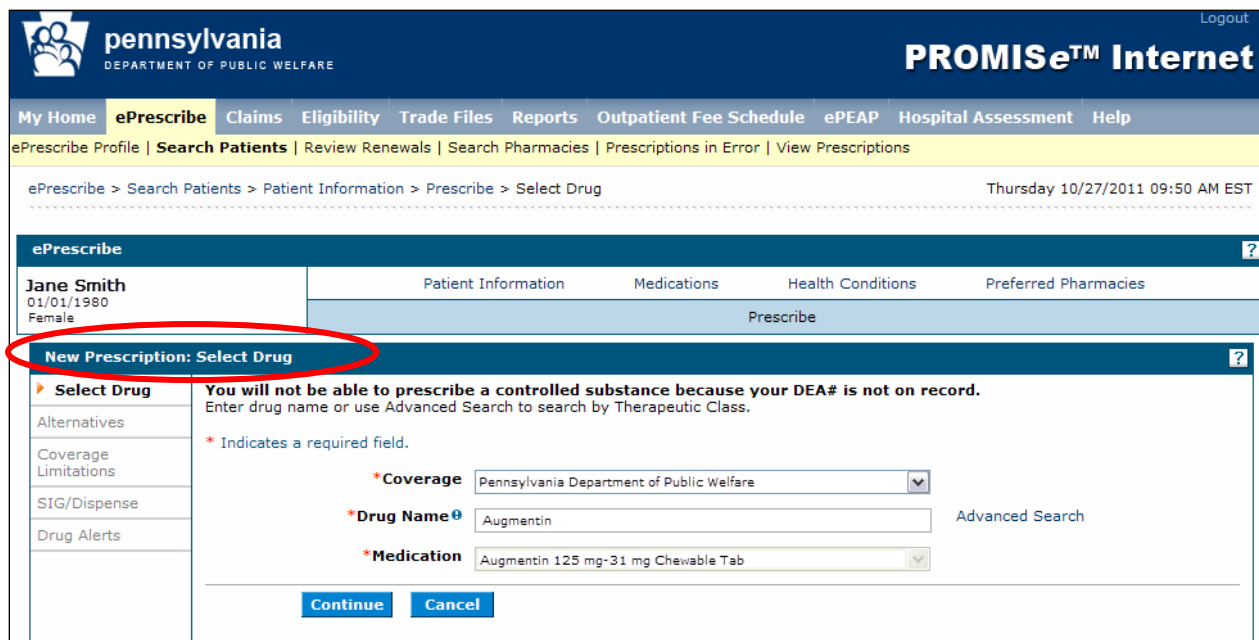 Logout
pennsylvania
DEPARTMENT OF PUBLIC WELFARE
PROMISe™ Internet
My Home ePrescribe Claims Eligibility Trade Files Reports Outpatient Fee Schedule ePEAP Hospital Assessment Help
ePrescribe Profile | Search Patients | Review Renewals | Search Pharmacies | Prescriptions in Error | View Prescriptions
ePrescribe > Search Patients > Patient Information > Prescribe > Select Drug Thursday 10/27/2011 09:50 AM EST
ePrescribe ?
Jane Smith
01/01/1980
Female
Patient Information Medications Health Conditions Preferred Pharmacies
Prescribe
New Prescription: Select Drug ?
Select Drug
Alternatives
Coverage
Limitations
SIG/Dispense
Drug Alerts
You will not be able to prescribe a controlled substance because your DEA# is not on record.
Enter drug name or use Advanced Search to search by Therapeutic Class.
* Indicates a required field.
*Coverage Pennsylvania Department of Public Welfare
*Drug Name Augmentin Advanced Search
*Medication Augmentin 125 mg-31 mg Chewable Tab
Continue Cancel